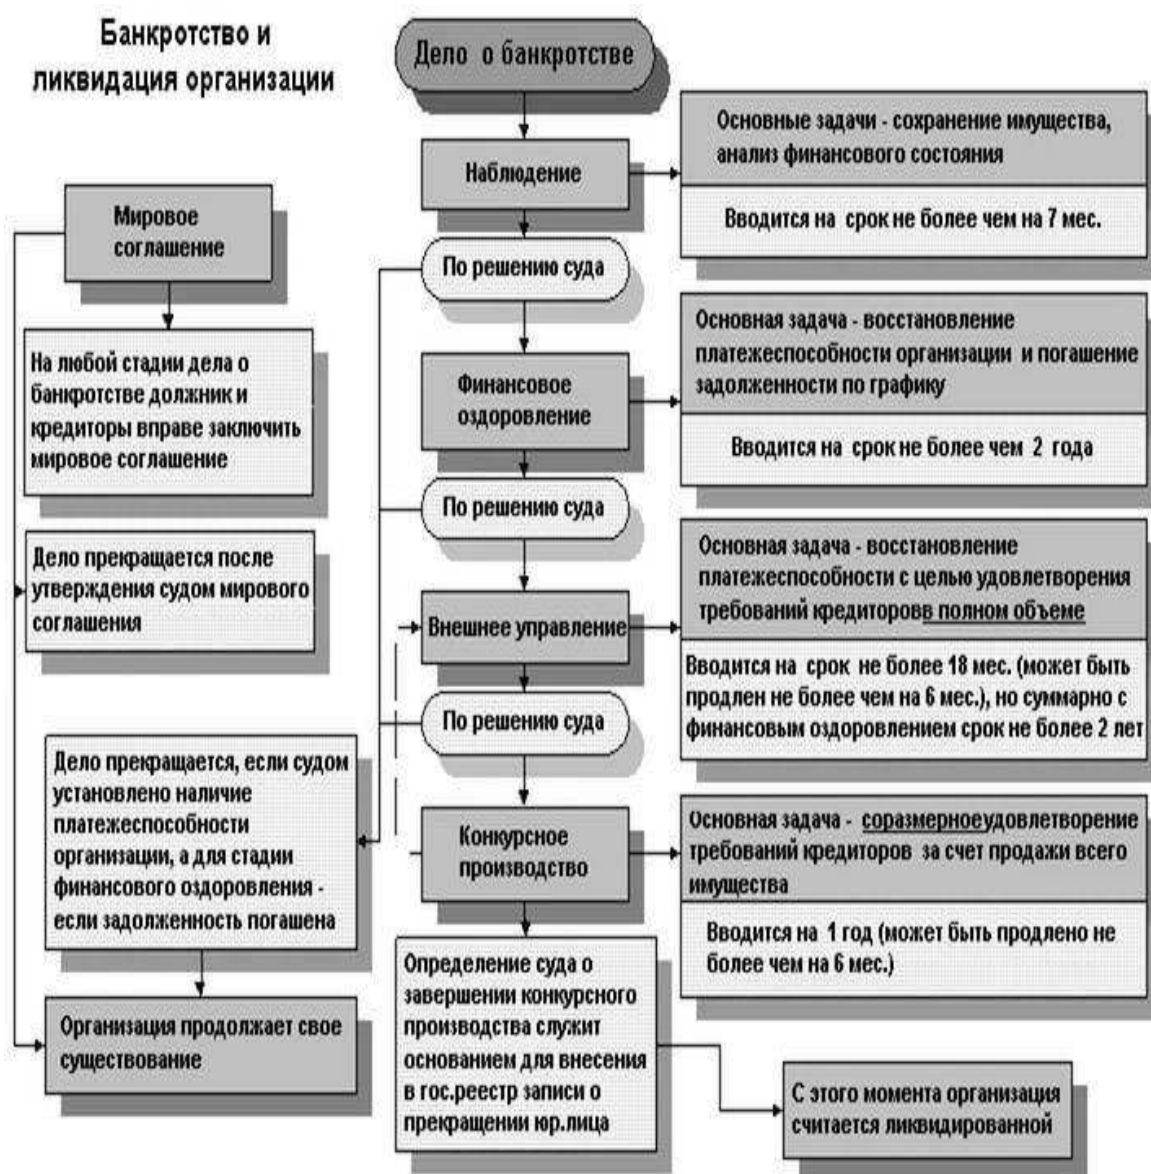 Банкротство и
ликвидация организации
Дело о банкротстве
Наблюдение
Основные задачи - сохранение имущества,
анализ финансового состояния
Вводится на срок не более чем на 7 мес.
По решению суда
Мировое
соглашение
На любой стадии дела о
банкротстве должник и
кредиторы вправе заключить
мировое соглашение
Дело прекращается после
утверждения судом мирового
соглашения
Финансовое
оздоровление
Основная задача - восстановление
платежеспособности организации и погашение
задолженности по графику
Вводится на срок не более чем 2 года
По решению суда
Внешнее управление
Основная задача - восстановление
платежеспособности с целью удовлетворения
требований кредиторовв полном объеме
Вводится на срок не более 18 мес. (может быть
продлен не более чем на 6 мес.), но суммарно с
финансовым оздоровлением срок не более 2 лет
По решению суда
Дело прекращается, если судом
установлено наличие
платежеспособности
организации, а для стадии
финансового оздоровления -
если задолженность погашена
Организация продолжает свое
существование
Конкурсное
производство
Основная задача - соразмерноеудовлетворение
требований кредиторов за счет продажи всего
имущества
Вводится на 1 год (может быть продлено не
более чем на 6 мес.)
Определение суда о
завершении конкурсного
производства служит
основанием для внесения
в гос.реестр записи о
прекращении юр.лица
С этого момента организация
считается ликвидированной